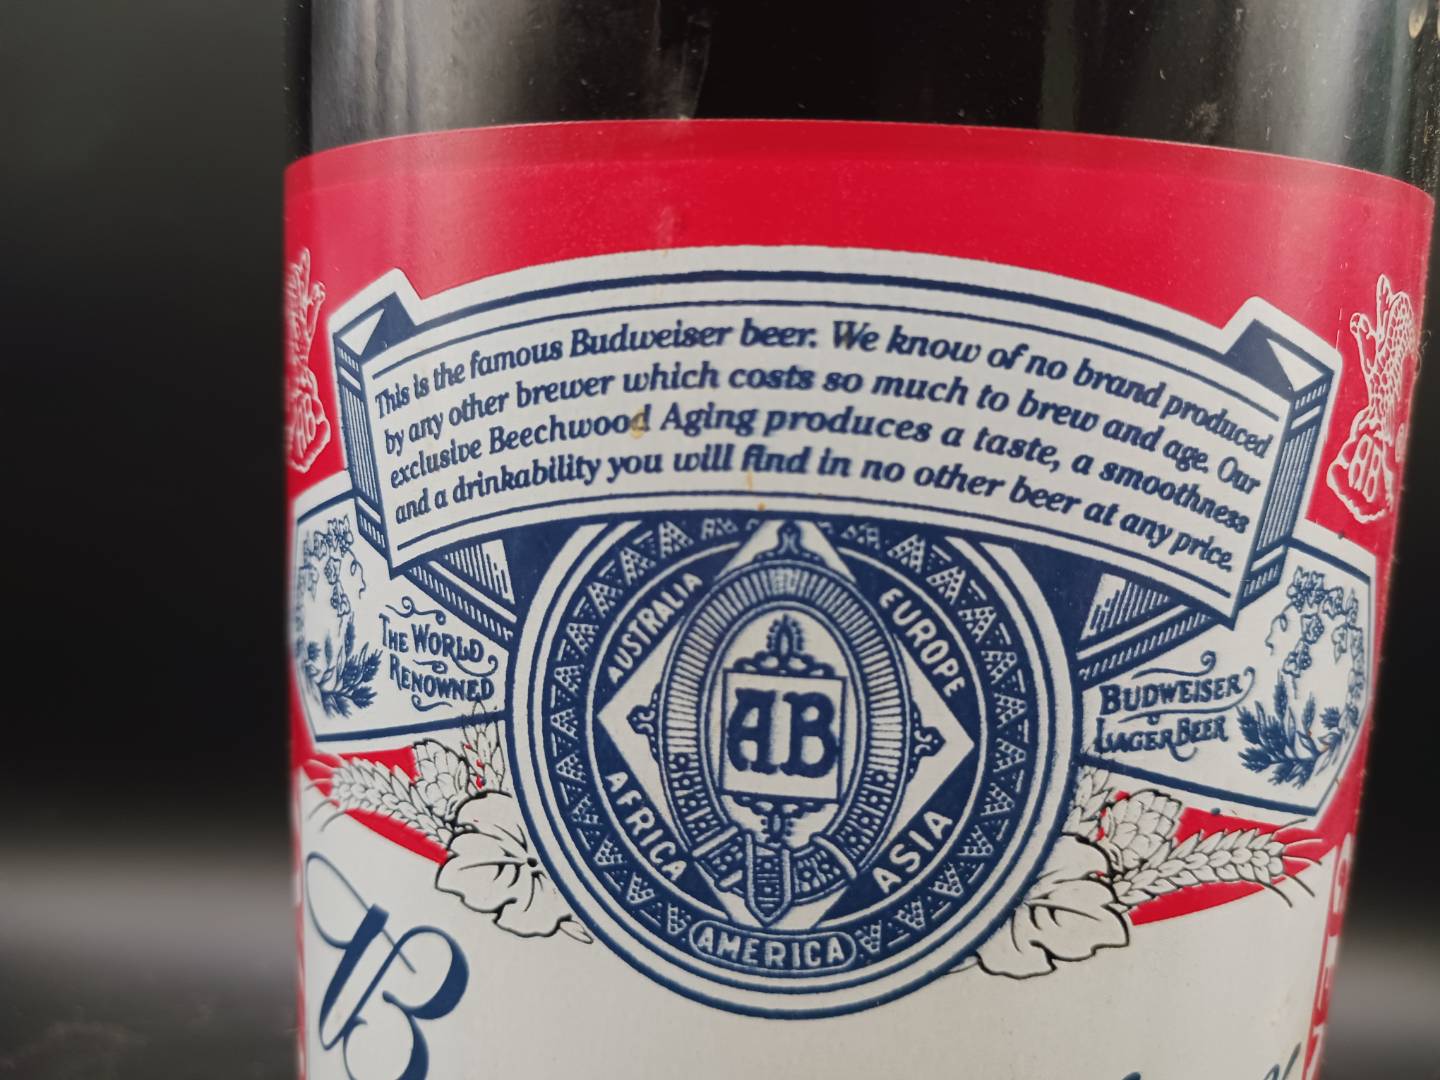 This is the famous Budweiser beer. We know of no brand produced
by any other brewer which costs so much to brew and age. Our
exclusive Beechwood Aging produces a taste, a smoothness
and a drinkability you will find in no other beer at any price.
THE WORLD
RENOWNED
BUDWEISER
LAGER BEER
AUSTRALIA
EUROPE
AB
AFRICA
ASIA
AMERICA
B